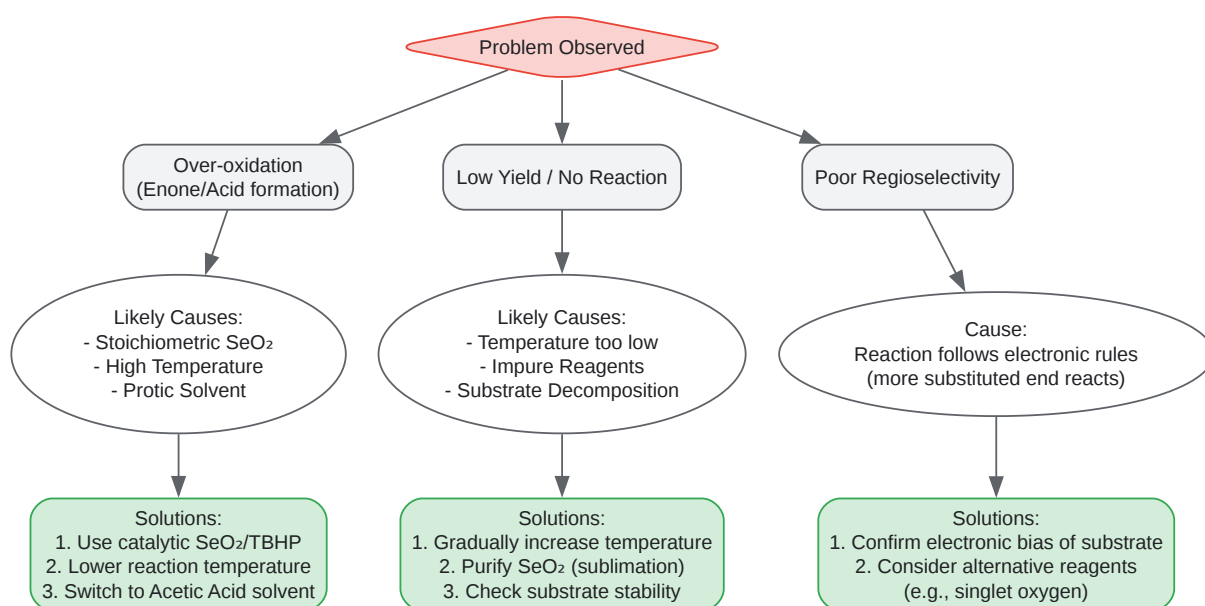 Problem Observed
Over-oxidation
(Enone/Acid formation)
Low Yield / No Reaction
Poor Regioselectivity
Likely Causes:
- Stoichiometric SeO₂
- High Temperature
- Protic Solvent
Likely Causes:
- Temperature too low
- Impure Reagents
- Substrate Decomposition
Cause:
Reaction follows electronic rules
(more substituted end reacts)
Solutions:
1. Use catalytic SeO₂/TBHP
2. Lower reaction temperature
3. Switch to Acetic Acid solvent
Solutions:
1. Gradually increase temperature
2. Purify SeO₂ (sublimation)
3. Check substrate stability
Solutions:
1. Confirm electronic bias of substrate
2. Consider alternative reagents
(e.g., singlet oxygen)